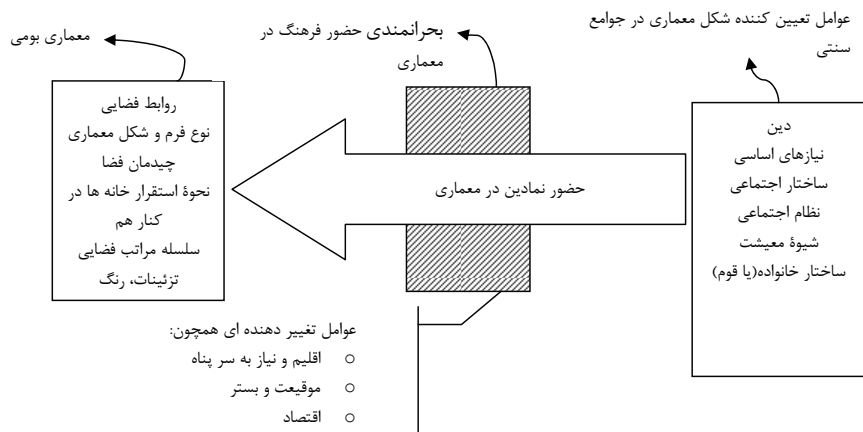 عوامل تعیین کننده شکل معماری در جوامع
سنتی
دین
نیازهای اساسی
ساختار اجتماعی
نظام اجتماعی
شیوۀ معیشت
ساختار خانواده(یا قوم)
بحرانمندی حضور فرهنگ در
معماری
حضور نمادین در معماری
معماری بومی
روابط فضایی
نوع فرم و شکل معماری
چیدمان فضا
نحوۀ استقرار خانه ها در
کنار هم
سلسله مراتب فضایی
تزئینات، رنگ
عوامل تغییر دهنده ای همچون:
○ اقلیم و نیاز به سر پناه
○ موقیعت و بستر
○ اقتصاد